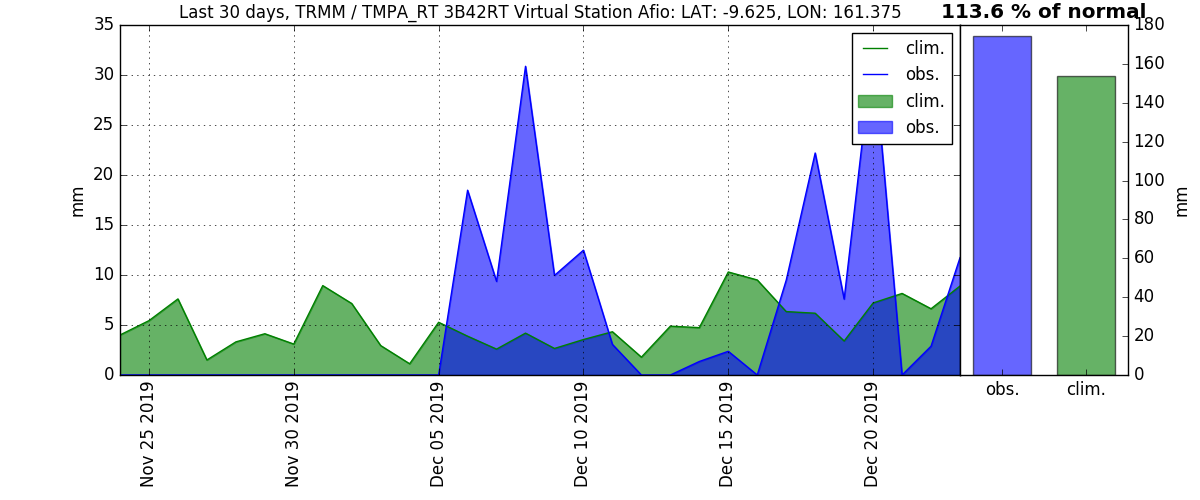 Last 30 days, TRMM / TMPA_RT 3B42RT Virtual Station Afio: LAT: -9.625, LON: 161.375
113.6 % of normal
35
30
25
20
15
10
5
0
mm
clim.
obs.
clim.
obs.
Nov 25 2019
Nov 30 2019
Dec 05 2019
Dec 10 2019
Dec 15 2019
Dec 20 2019
180
160
140
120
100
80
60
40
20
0
mm
obs.
clim.